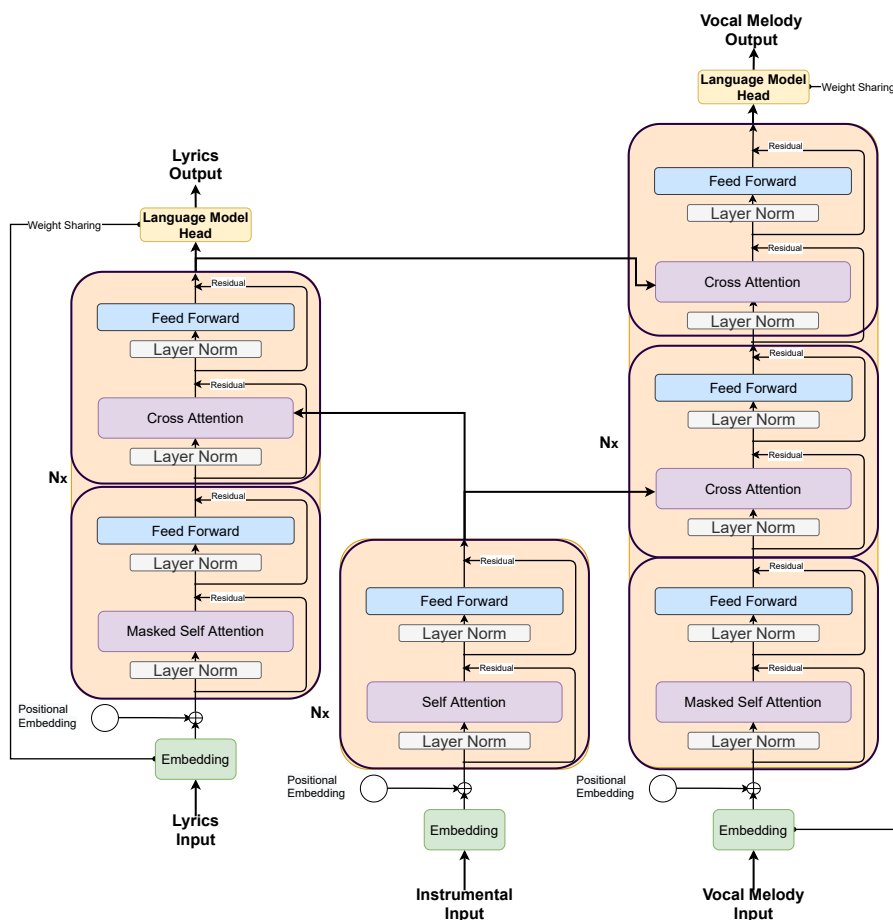 Vocal Melody
Output
Language Model
Head
Weight Sharing
Residual
Feed Forward
Layer Norm
Residual
Cross Attention
Layer Norm
Lyrics
Output
Language Model
Head
Weight Sharing
Residual
Feed Forward
Layer Norm
Residual
Cross Attention
Layer Norm
Nx
Residual
Feed Forward
Layer Norm
Residual
Masked Self Attention
Layer Norm
Positional
Embedding
Embedding
Lyrics
Input
Residual
Feed Forward
Layer Norm
Residual
Self Attention
Layer Norm
Nx
Positional
Embedding
Embedding
Instrumental
Input
Residual
Feed Forward
Layer Norm
Residual
Cross Attention
Layer Norm
Nx
Residual
Feed Forward
Layer Norm
Residual
Masked Self Attention
Layer Norm
Positional
Embedding
Embedding
Vocal Melody
Input